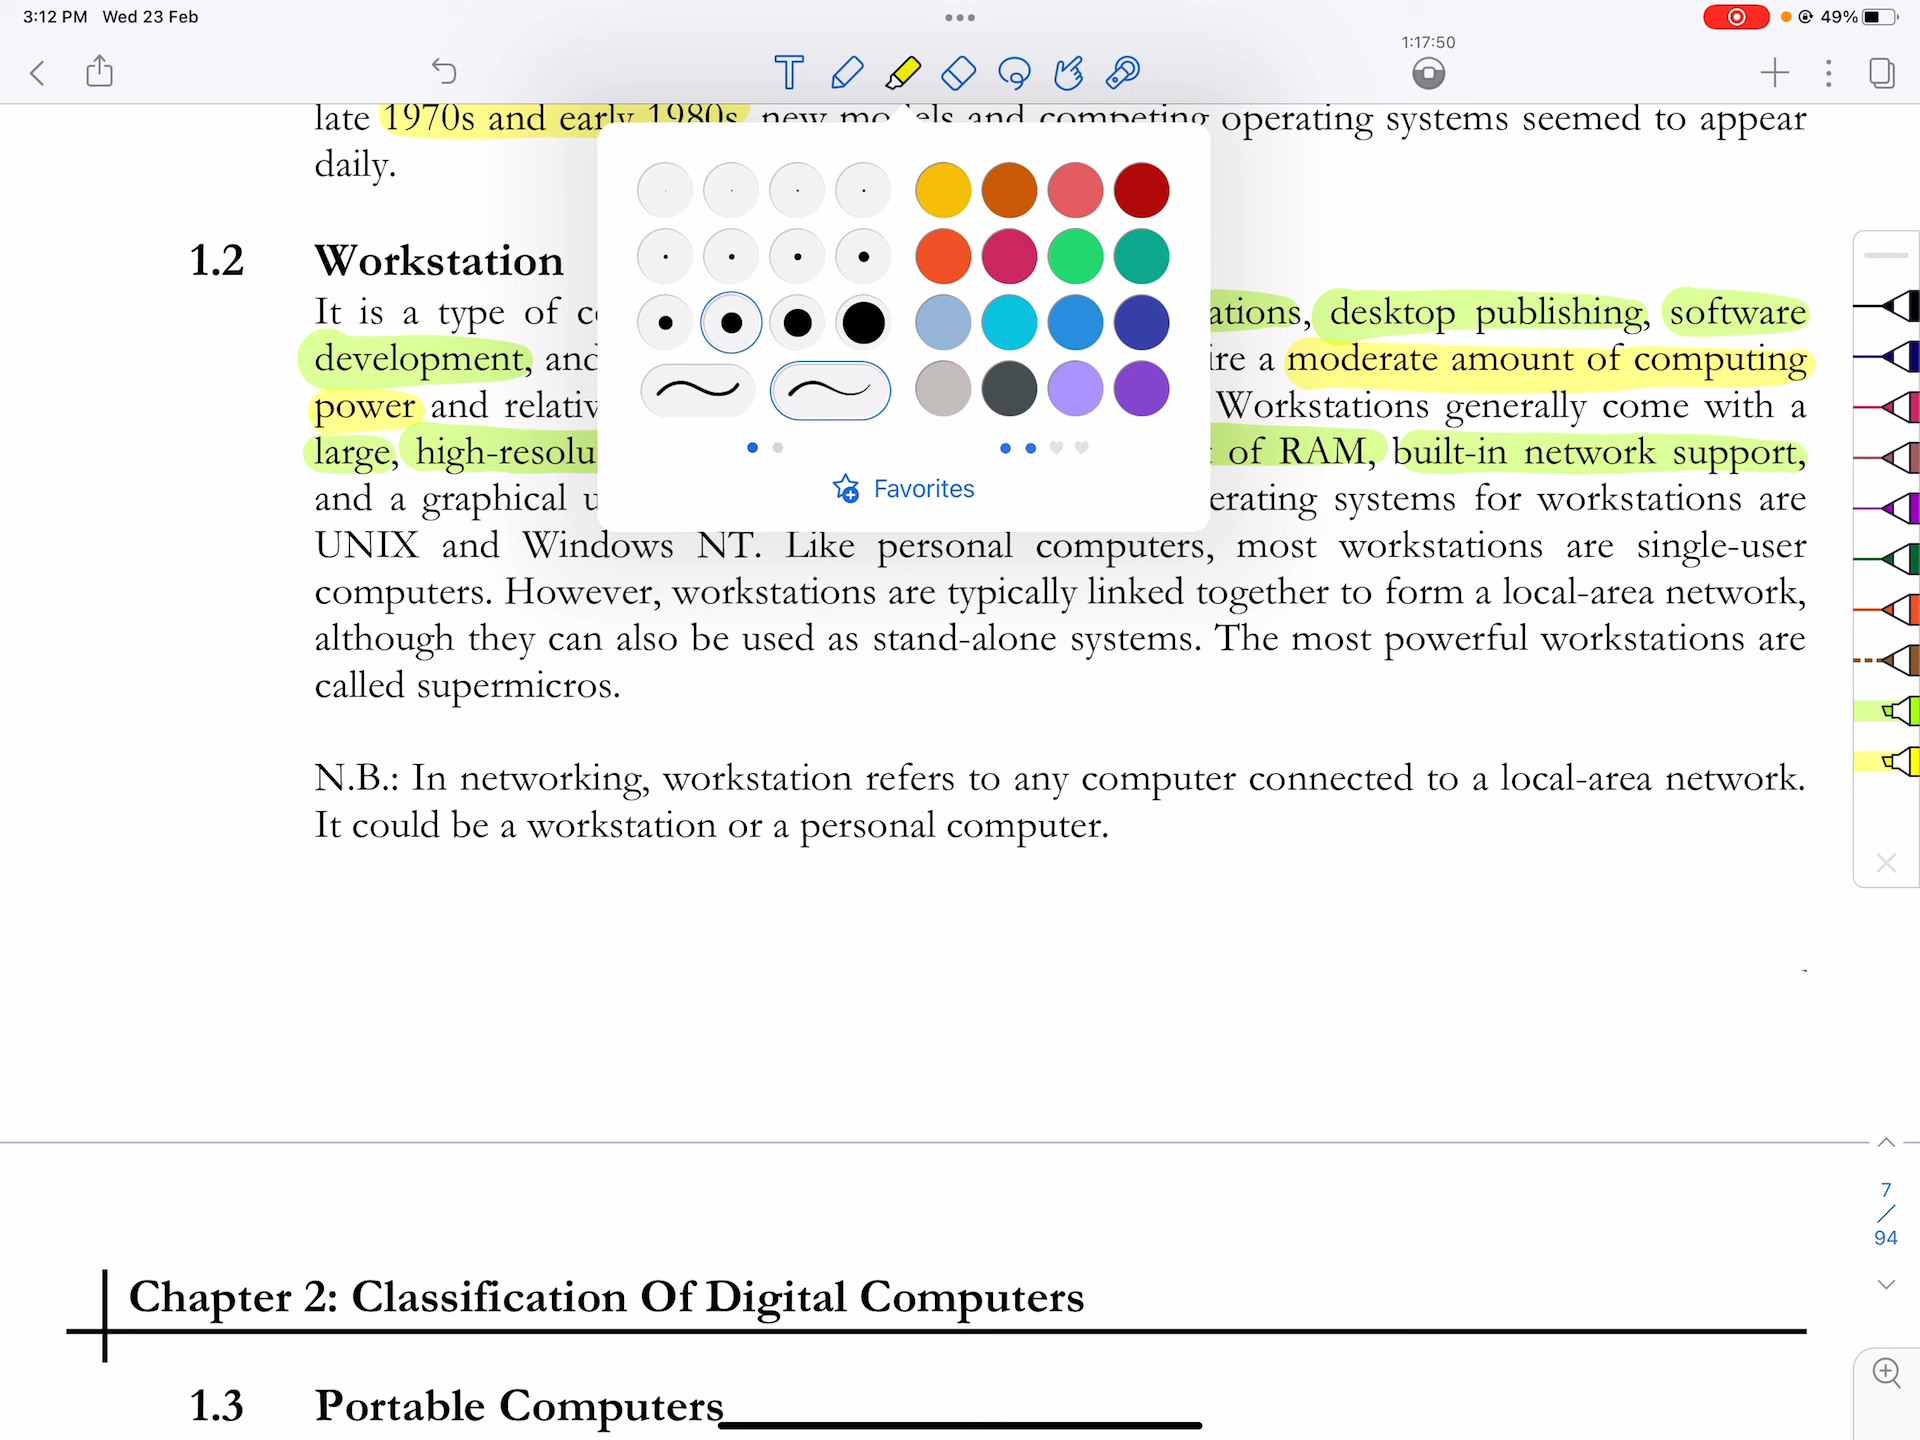 3:12 PM Wed 23 Feb
49%
1:17:50
late 1970s and early 1980s, new models and competing operating systems seemed to appear
daily.
1.2 Workstation
It is a type of ations, desktop publishing, software
development, and ire a moderate amount of computing
power and relativ Workstations generally come with a
large, high-resolu of RAM, built-in network support,
and a graphical u erating systems for workstations are
Favorites
UNIX and Windows NT. Like personal computers, most workstations are single-user
computers. However, workstations are typically linked together to form a local-area network,
although they can also be used as stand-alone systems. The most powerful workstations are
called supermicros.
N.B.: In networking, workstation refers to any computer connected to a local-area network.
It could be a workstation or a personal computer.
7
/
94
Chapter 2: Classification Of Digital Computers
1.3 Portable Computers